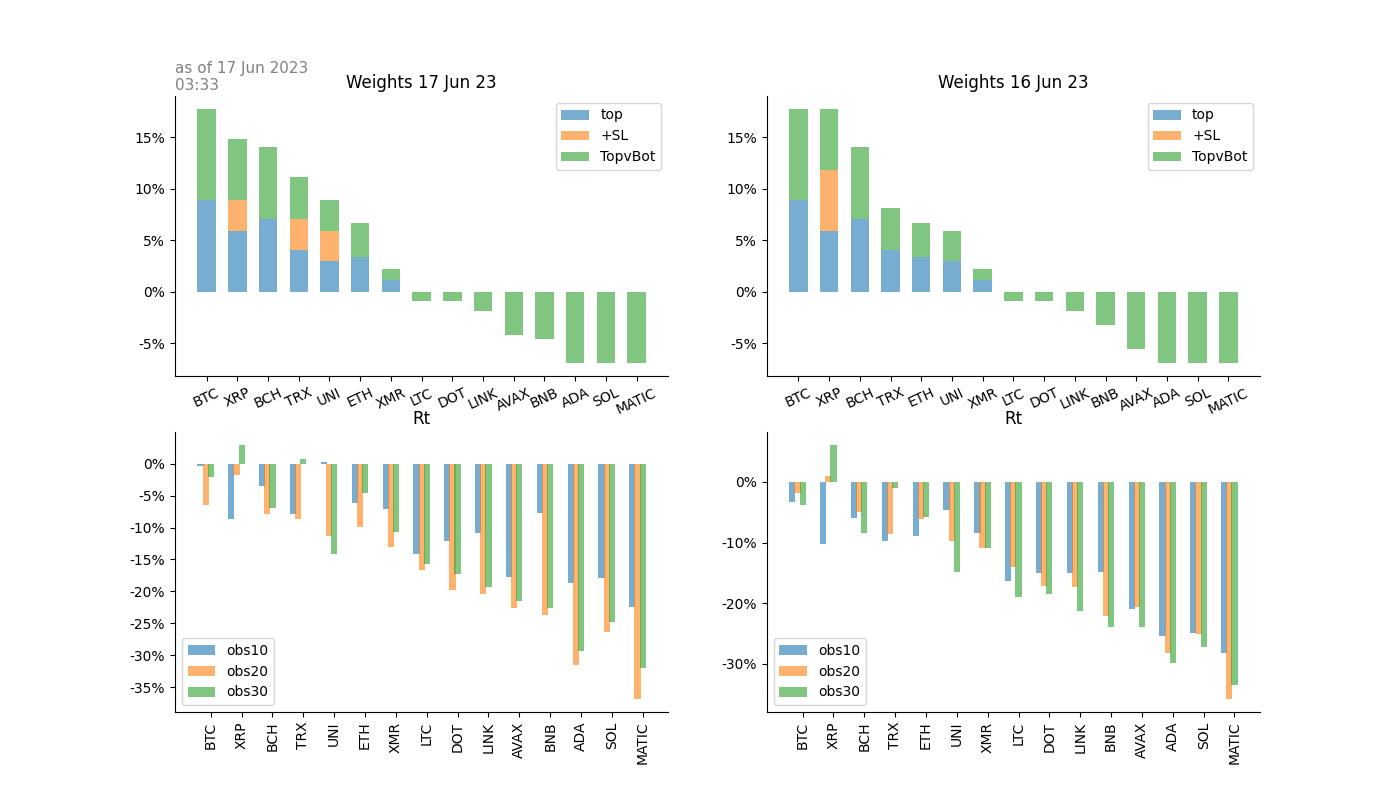 as of 17 Jun 2023
03:33
Weights 17 Jun 23
15%
10%
5%
0%
-5%
top
+SL
TopvBot
BTC XRP BCH TRX UNI ETH XMR LTC DOT LINK AVAX BNB ADA SOL MATIC
Weights 16 Jun 23
15%
10%
5%
0%
-5%
top
+SL
TopvBot
BTC XRP BCH TRX ETH UNI XMR LTC DOT LINK BNB AVAX ADA SOL MATIC
Rt
0%
-5%
-10%
-15%
-20%
-25%
-30%
-35%
obs10
obs20
obs30
BTC XRP BCH TRX UNI ETH XMR LTC DOT LINK AVAX BNB ADA SOL MATIC
Rt
0%
-10%
-20%
-30%
obs10
obs20
obs30
BTC XRP BCH TRX ETH UNI XMR LTC DOT LINK BNB AVAX ADA SOL MATIC